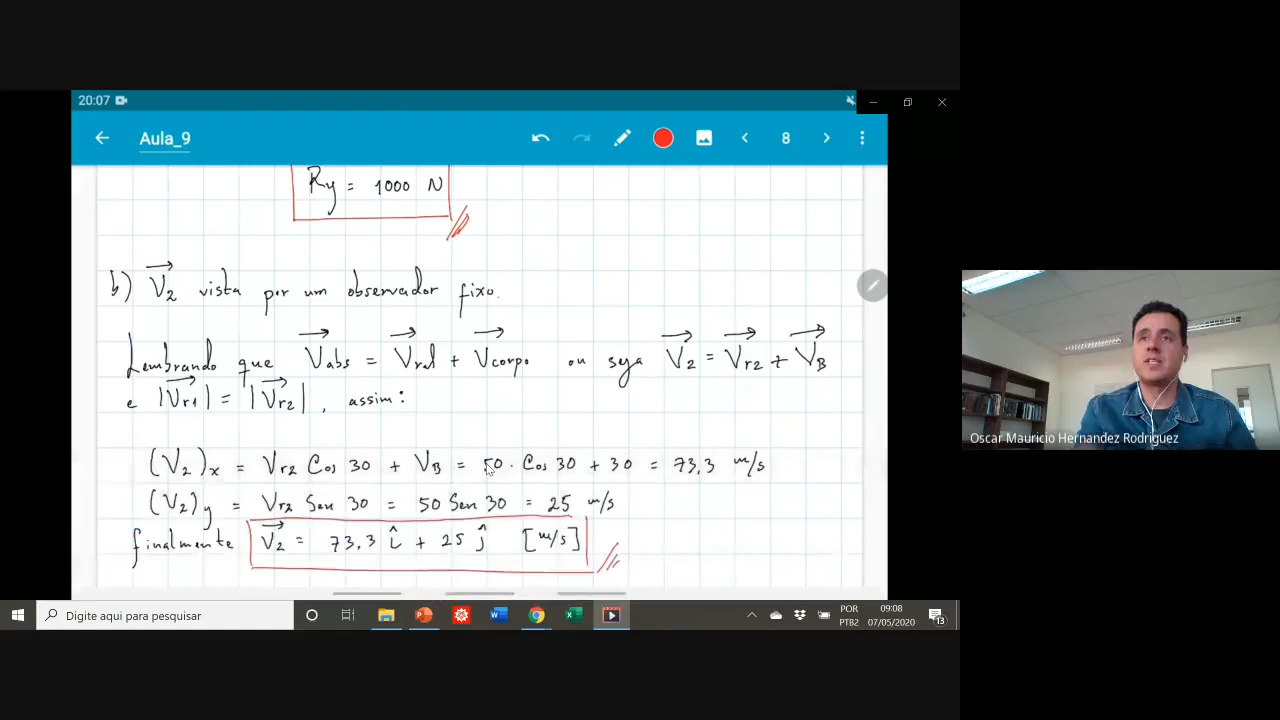 20:07
Aula_9
8
Ry = 1000 N
b) V2 vista por um observador fixo.
Lembrando que Vabs = Vrel + Vcorpo ou seja V2 = Vr2 + VB
e |Vr1| = |Vr2|, assim:
(V2)x = Vr2 Cos 30 + VB = 50 · Cos 30 + 30 = 73,3 m/s
(V2)y = Vr2 Sen 30 = 50 Sen 30 = 25 m/s
finalmente V2 = 73,3 î + 25 ĵ [m/s]
Oscar Mauricio Hernandez Rodriguez
Digite aqui para pesquisar
POR
PTB2
09:08
07/05/2020
13